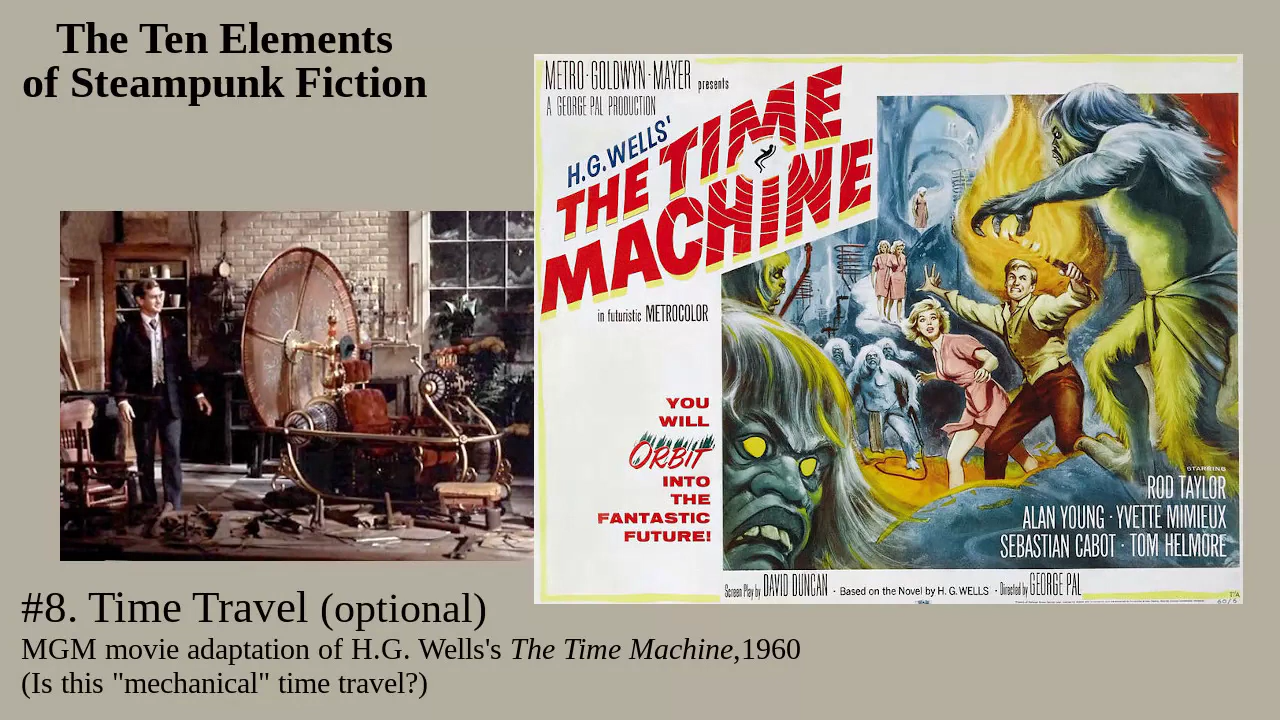 The Ten Elements
of Steampunk Fiction
METRO-GOLDWYN-MAYER presents
A GEORGE PAL PRODUCTION
H.G. WELLS'
THE TIME
MACHINE
in futuristic METROCOLOR
YOU
WILL
ORBIT
INTO
THE
FANTASTIC
FUTURE!
STARRING
ROD TAYLOR
ALAN YOUNG · YVETTE MIMIEUX
SEBASTIAN CABOT · TOM HELMORE
Screen Play by DAVID DUNCAN · Based on the Novel by H. G. WELLS · Directed by GEORGE PAL
60/5
#8. Time Travel (optional)
MGM movie adaptation of H.G. Wells's The Time Machine,1960
(Is this "mechanical" time travel?)